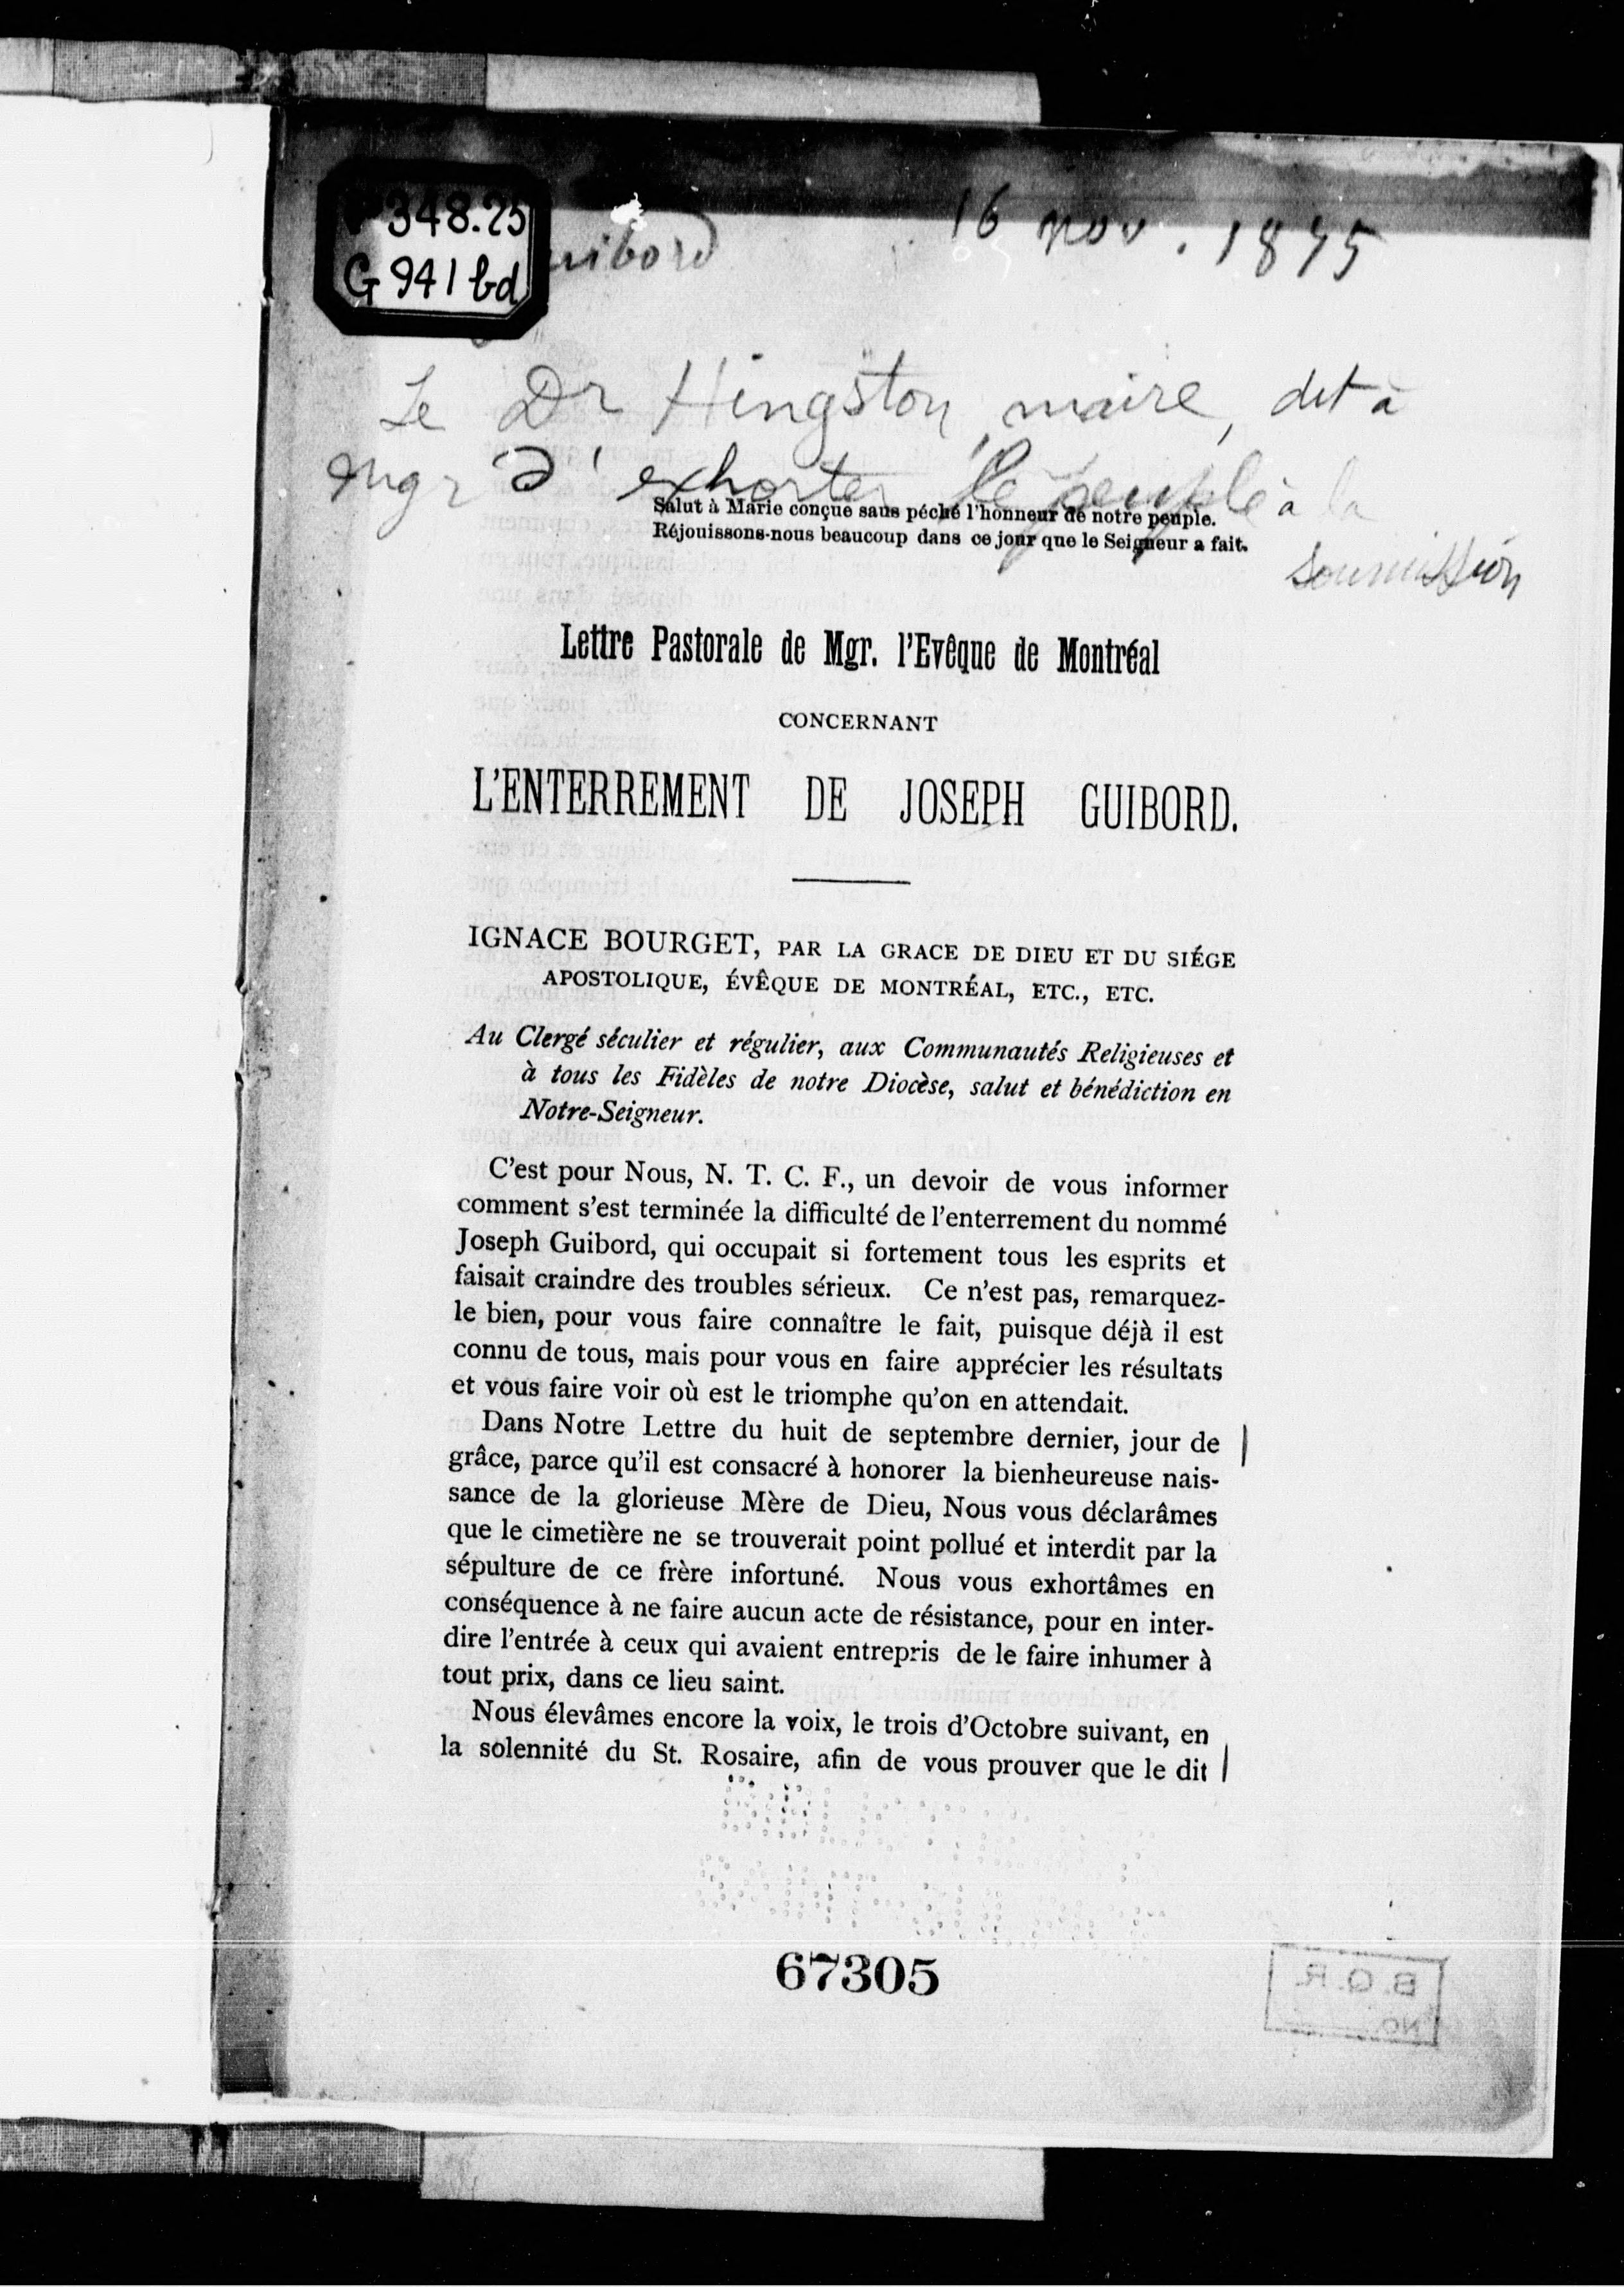 348.25
G 941 bd
uibord
16 nov. 1875
Le Dr Hingston, maire, dit à
Mgr d'exhorter le peuple à la
soumission
Salut à Marie conçue sans péché l'honneur de notre peuple.
Réjouissons-nous beaucoup dans ce jour que le Seigneur a fait.
Lettre Pastorale de Mgr. l'Evêque de Montréal
CONCERNANT
L'ENTERREMENT DE JOSEPH GUIBORD.
IGNACE BOURGET, PAR LA GRACE DE DIEU ET DU SIÉGE
APOSTOLIQUE, ÉVÊQUE DE MONTRÉAL, ETC., ETC.
Au Clergé séculier et régulier, aux Communautés Religieuses et
à tous les Fidèles de notre Diocèse, salut et bénédiction en
Notre-Seigneur.
C'est pour Nous, N. T. C. F., un devoir de vous informer
comment s'est terminée la difficulté de l'enterrement du nommé
Joseph Guibord, qui occupait si fortement tous les esprits et
faisait craindre des troubles sérieux. Ce n'est pas, remarquez-
le bien, pour vous faire connaître le fait, puisque déjà il est
connu de tous, mais pour vous en faire apprécier les résultats
et vous faire voir où est le triomphe qu'on en attendait.
Dans Notre Lettre du huit de septembre dernier, jour de
grâce, parce qu'il est consacré à honorer la bienheureuse nais-
sance de la glorieuse Mère de Dieu, Nous vous déclarâmes
que le cimetière ne se trouverait point pollué et interdit par la
sépulture de ce frère infortuné. Nous vous exhortâmes en
conséquence à ne faire aucun acte de résistance, pour en inter-
dire l'entrée à ceux qui avaient entrepris de le faire inhumer à
tout prix, dans ce lieu saint.
Nous élevâmes encore la voix, le trois d'Octobre suivant, en
la solennité du St. Rosaire, afin de vous prouver que le dit
67305
B.Q.R.
NO.